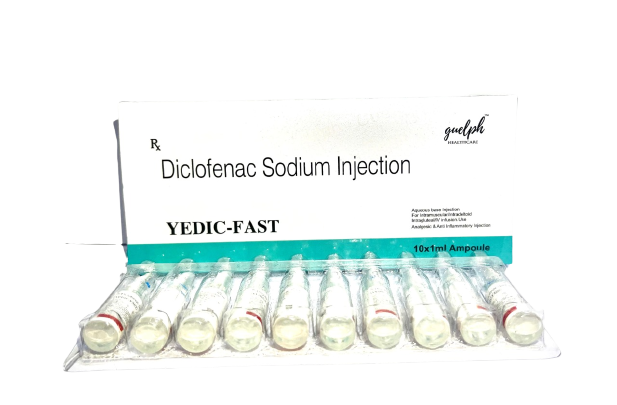 guelph™
HEALTHCARE
Rx
Diclofenac Sodium Injection
YEDIC-FAST
Aqueous base Injection
For Intramuscular/Intradeltoid
Intragluteal/IV infusion Use
Analgesic & Anti Inflammatory Injection
10x1ml Ampoule